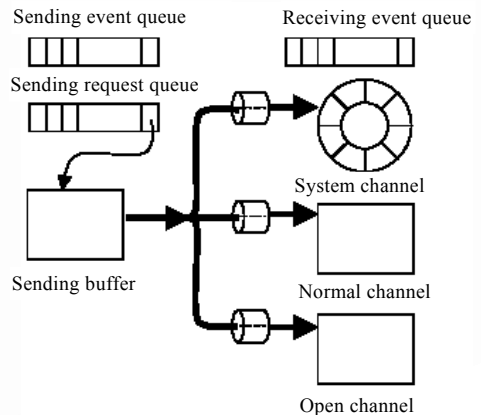 Sending event queue
Receiving event queue
Sending request queue
System channel
Sending buffer
Normal channel
Open channel